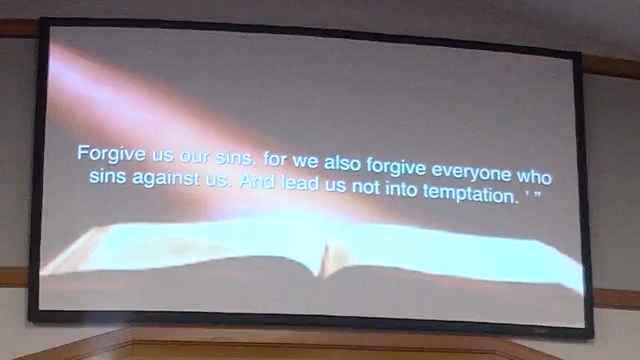 Forgive us our sins, for we also forgive everyone who
sins against us. And lead us not into temptation. ' ”